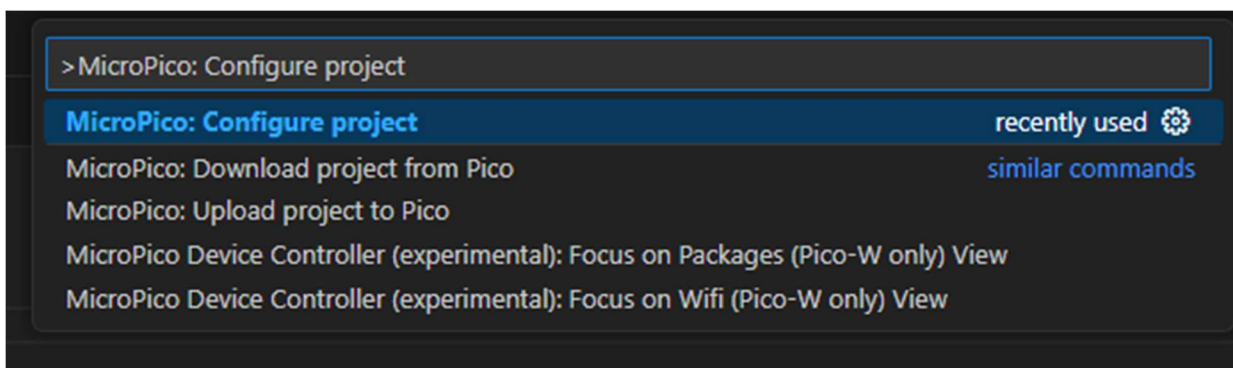 >MicroPico: Configure project
MicroPico: Configure project recently used
MicroPico: Download project from Pico similar commands
MicroPico: Upload project to Pico
MicroPico Device Controller (experimental): Focus on Packages (Pico-W only) View
MicroPico Device Controller (experimental): Focus on Wifi (Pico-W only) View